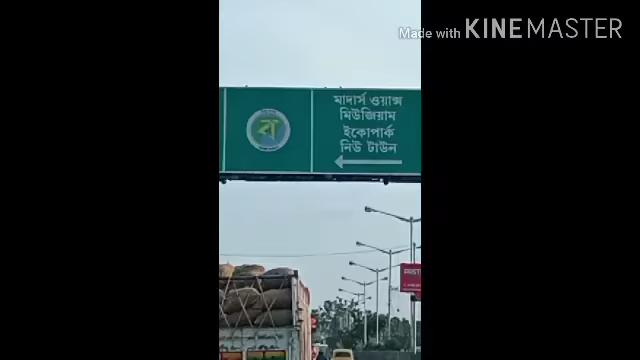 Made with KINEMASTER
মাদার্স ওয়াক্স
মিউজিয়াম
ইকোপার্ক
নিউ টাউন
ব